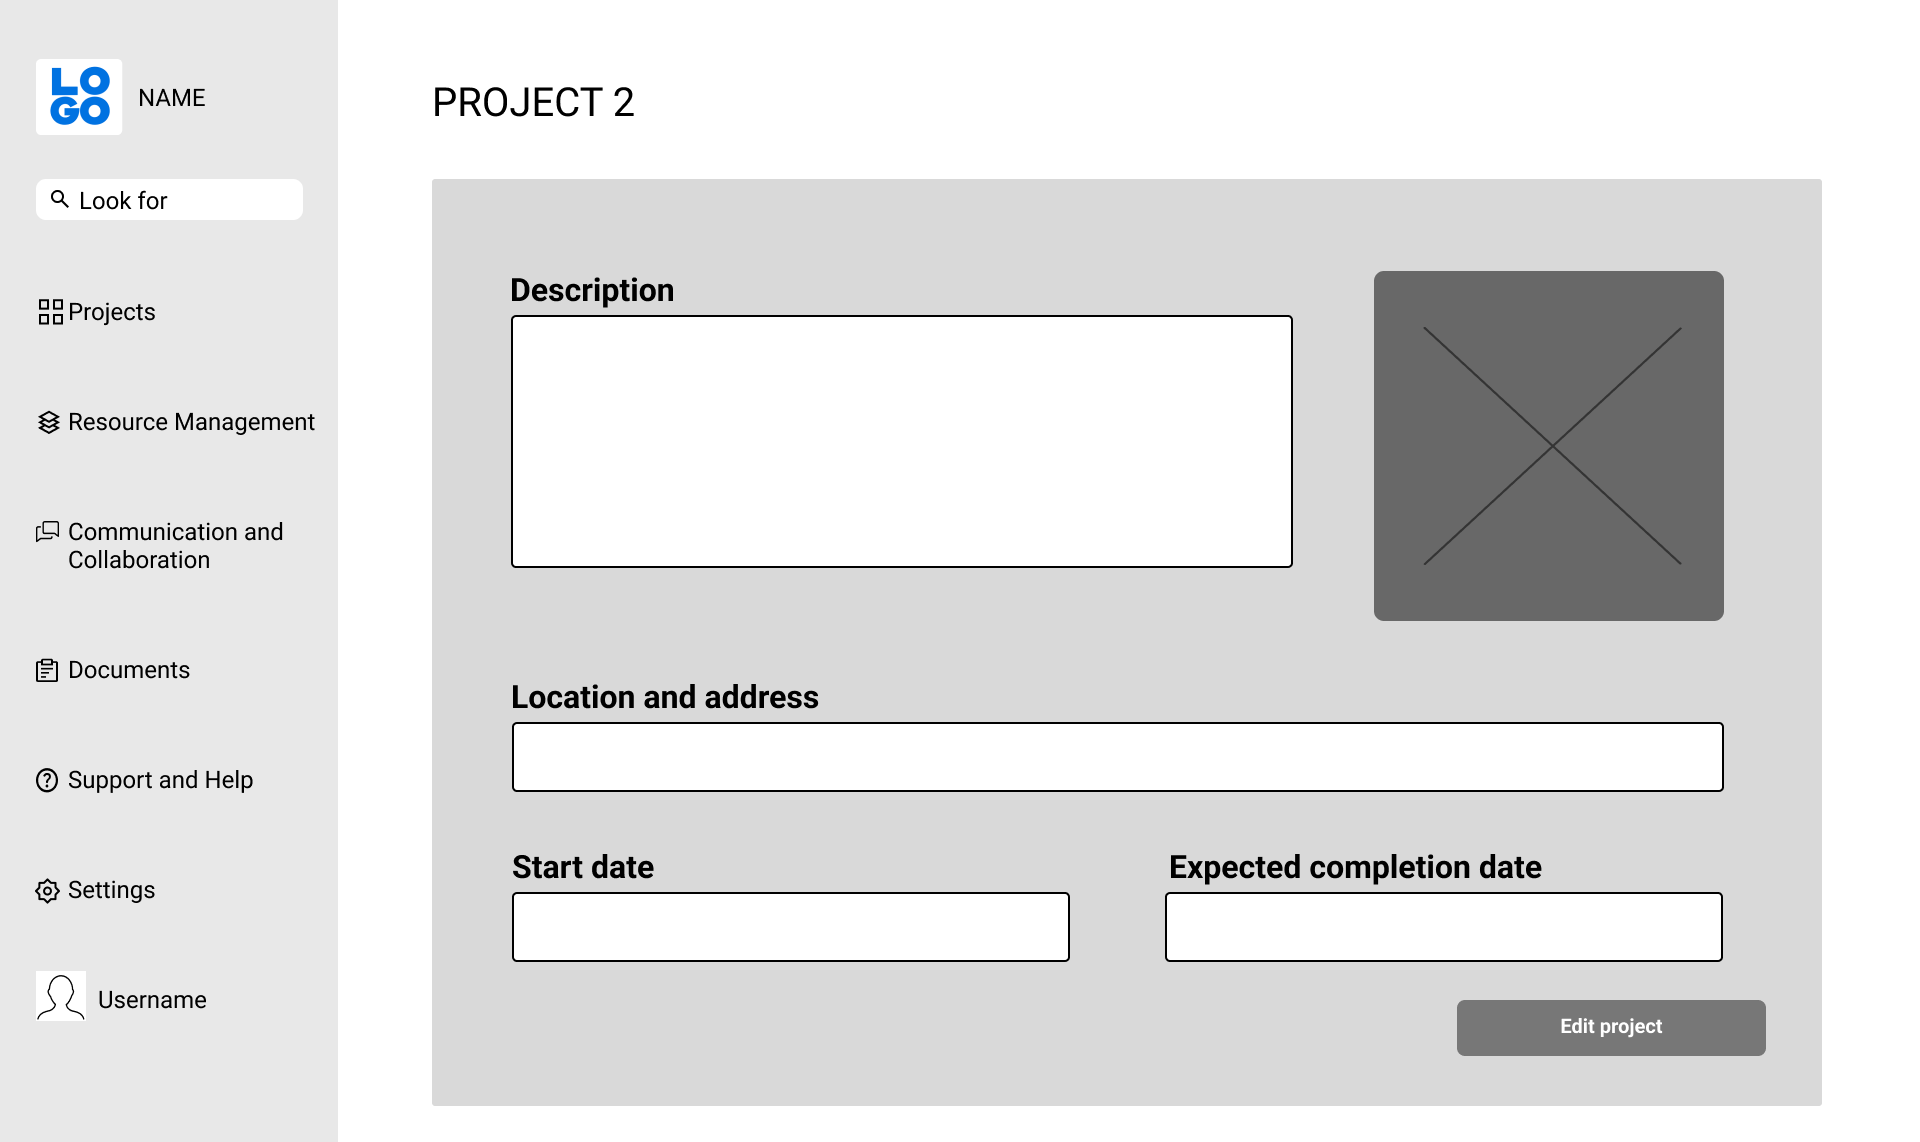 LO
GO
NAME
Look for
Projects
Resource Management
Communication and
Collaboration
Documents
Support and Help
Settings
Username
PROJECT 2
Description
Location and address
Start date
Expected completion date
Edit project